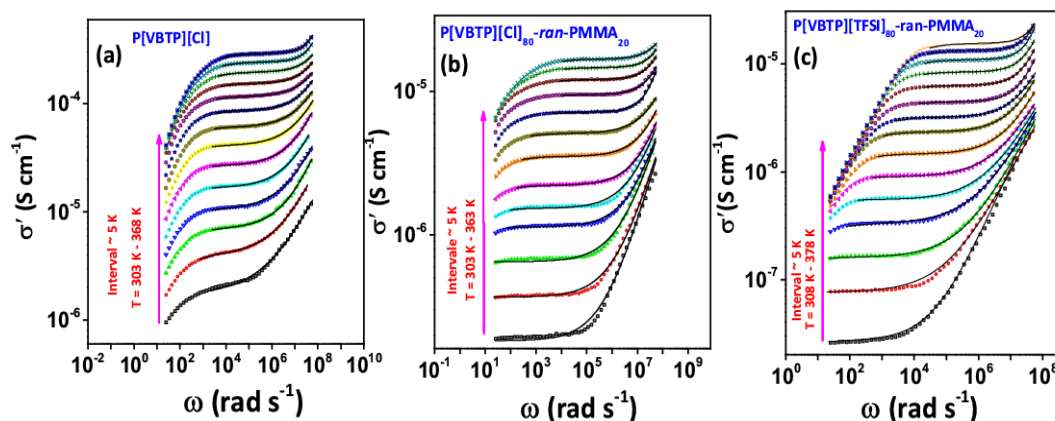 (a)
P[VBTP][Cl]
σ′(S cm⁻¹)
10⁻⁴
10⁻⁵
10⁻⁶
Interval ~ 5 K
T = 303 K - 368 K
10⁻² 10⁰ 10² 10⁴ 10⁶ 10⁸ 10¹⁰
ω (rad s⁻¹)
P[VBTP][Cl]₈₀-ran-PMMA₂₀
(b)
σ′(S cm⁻¹)
10⁻⁵
10⁻⁶
Intervale ~ 5 K
T = 303 K - 363 K
10⁻¹ 10¹ 10³ 10⁵ 10⁷ 10⁹
ω (rad s⁻¹)
P[VBTP][TFSI]₈₀-ran-PMMA₂₀
(c)
σ′(S cm⁻¹)
10⁻⁵
10⁻⁶
10⁻⁷
Interval ~ 5 K
T = 308 K - 378 K
10⁰ 10² 10⁴ 10⁶ 10⁸
ω (rad s⁻¹)